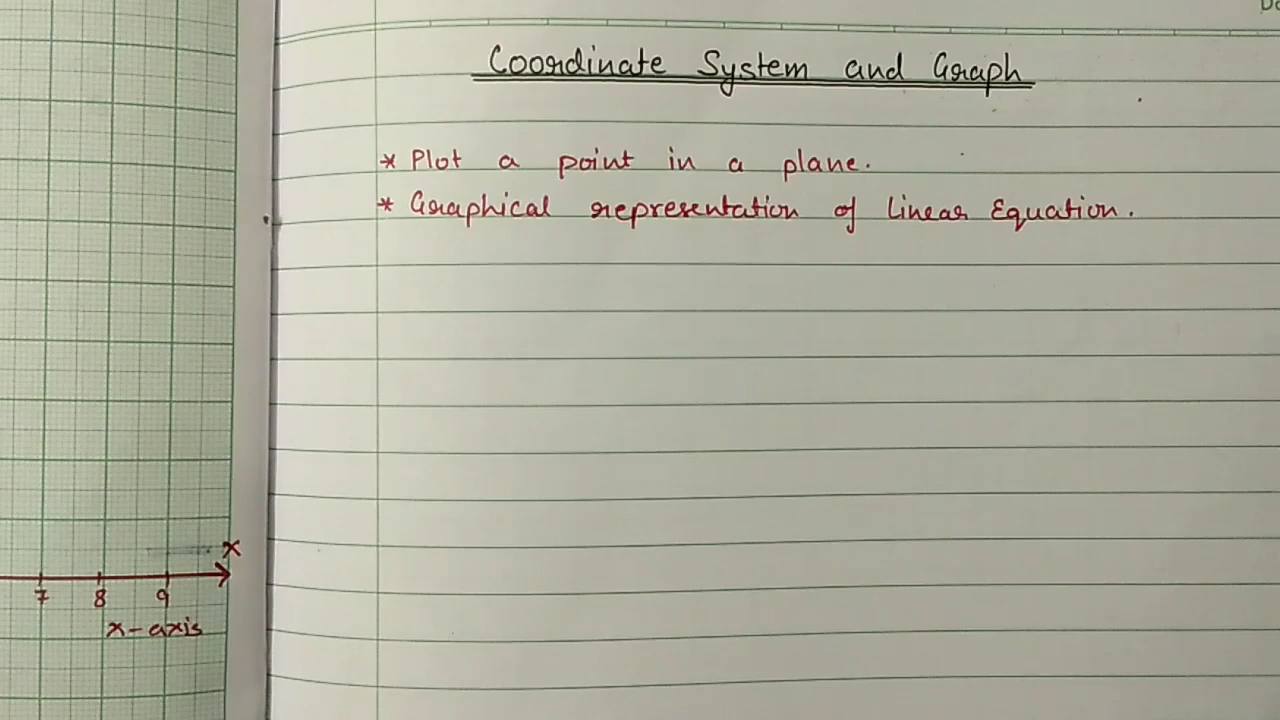 Coordinate System and Graph
* Plot a point in a plane.
* Graphical representation of Linear Equation.
X
7 8 9
x-axis